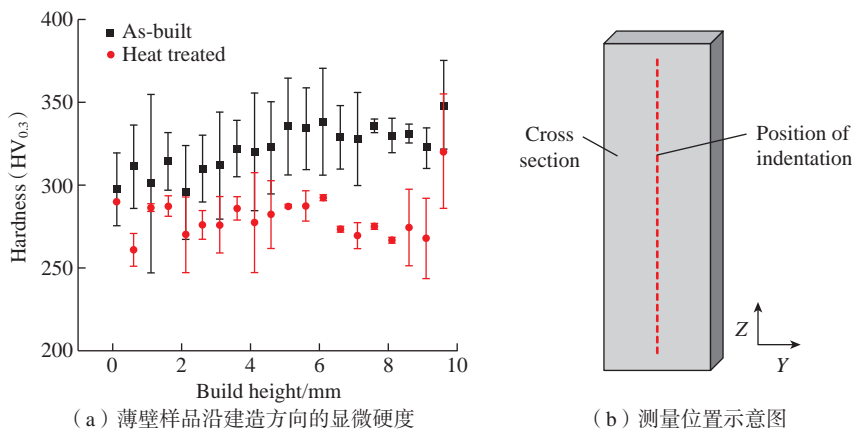 400
As-built
Heat treated
350
300
250
200
Hardness（HV0.3）
0
2
4
6
8
10
Build height/mm
（a）薄壁样品沿建造方向的显微硬度
Cross
section
Position of
indentation
Z
Y
（b）测量位置示意图